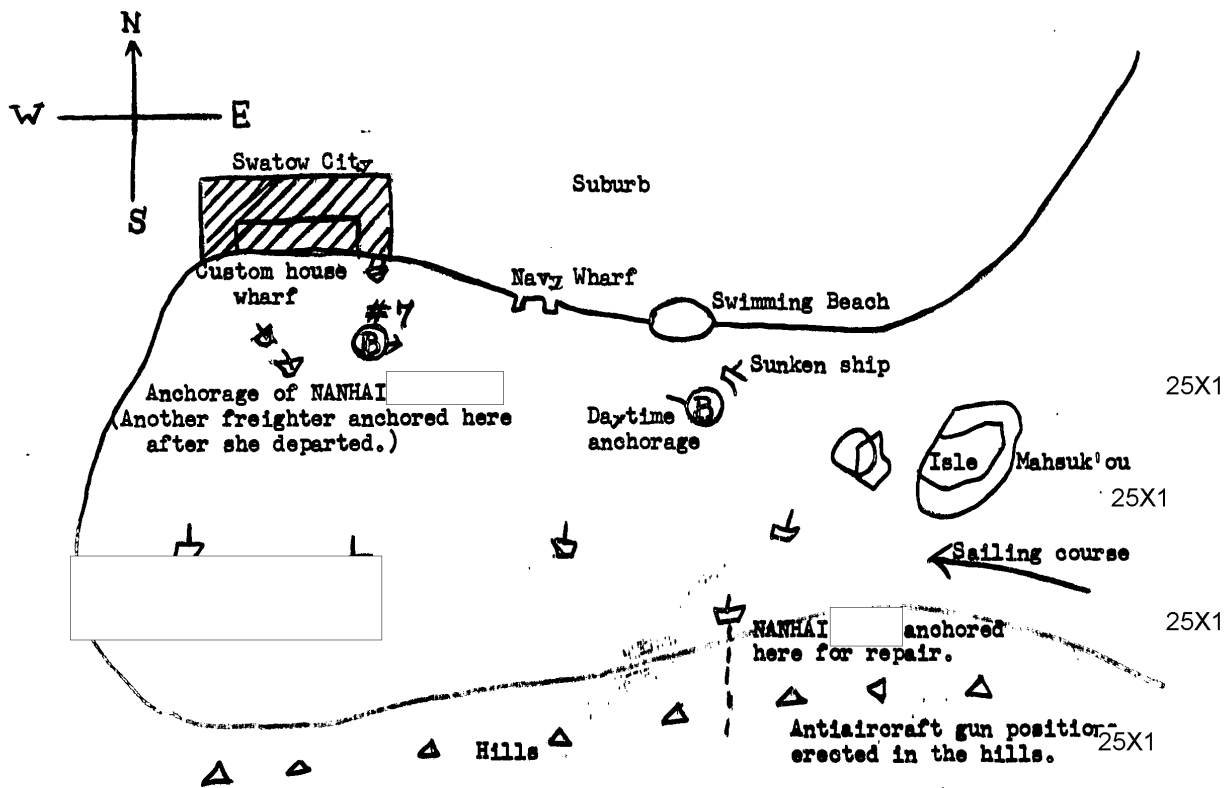 N
W E
S
Swatow City
Suburb
Custom house
wharf
Navy Wharf
Swimming Beach
#7
B
Sunken ship
Anchorage of NANHAI
(Another freighter anchored here
after she departed.)
B
Daytime
anchorage
25X1
Isle
Mahsuk'ou
25X1
Sailing course
NANHAI anchored
here for repair.
25X1
Hills
Antiaircraft gun position
erected in the hills.
25X1